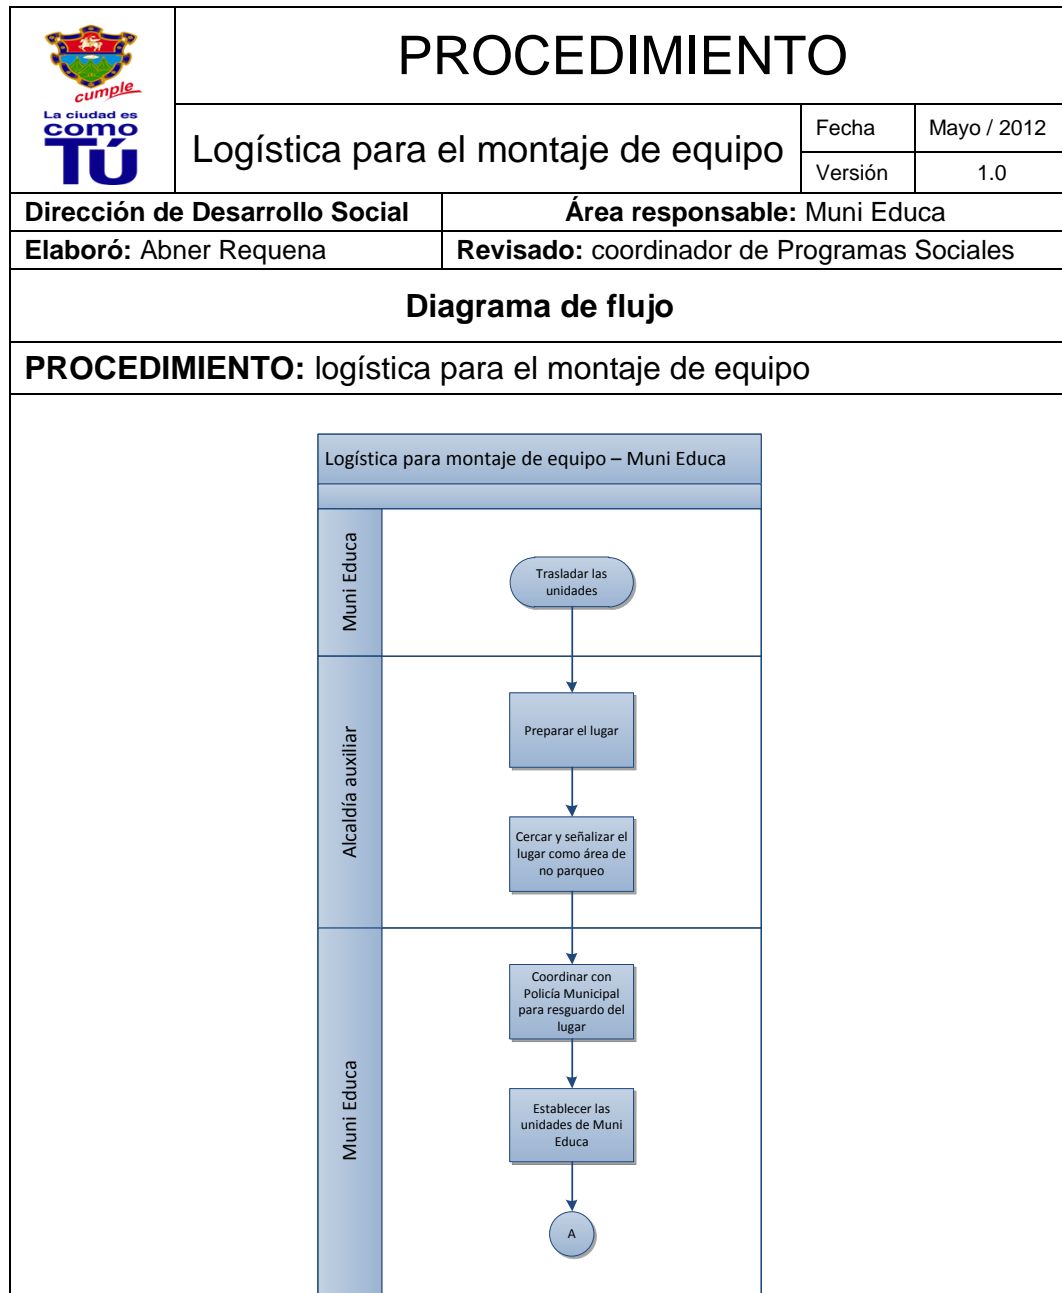 cumple
La ciudad es
como
TÚ
PROCEDIMIENTO
Logística para el montaje de equipo
Fecha
Mayo / 2012
Versión
1.0
Dirección de Desarrollo Social
Área responsable: Muni Educa
Elaboró: Abner Requena
Revisado: coordinador de Programas Sociales
Diagrama de flujo
PROCEDIMIENTO: logística para el montaje de equipo
Logística para montaje de equipo – Muni Educa
Muni Educa
Trasladar las
unidades
Alcaldía auxiliar
Preparar el lugar
Cercar y señalizar el
lugar como área de
no parqueo
Muni Educa
Coordinar con
Policía Municipal
para resguardo del
lugar
Establecer las
unidades de Muni
Educa
A